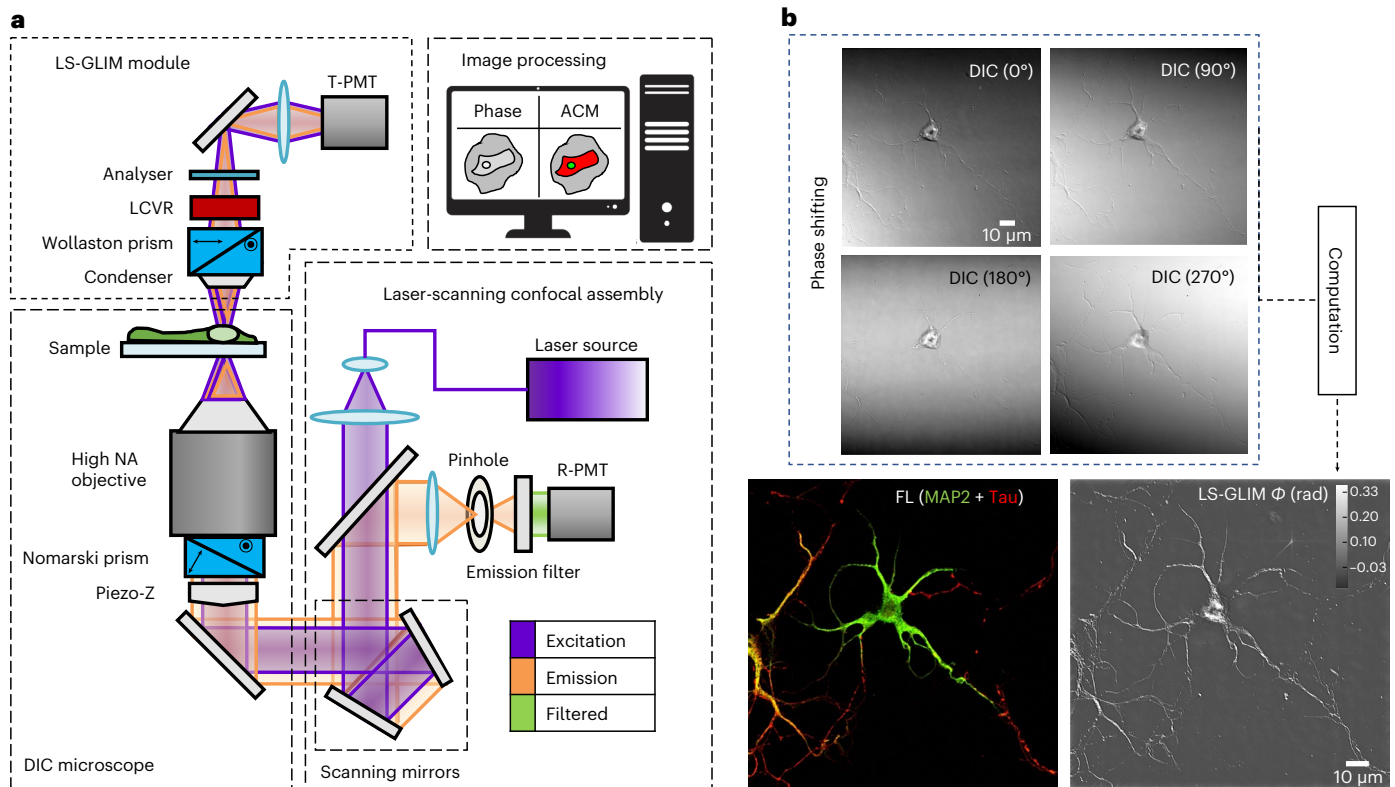 a
LS-GLIM module
T-PMT
Analyser
LCVR
Wollaston prism
Condenser
Image processing
Phase
ACM
Sample
High NA
objective
Nomarski prism
Piezo-Z
DIC microscope
Laser-scanning confocal assembly
Laser source
Pinhole
R-PMT
Emission filter
Excitation
Emission
Filtered
Scanning mirrors
b
Phase shifting
DIC (0°)
10 µm
DIC (90°)
DIC (180°)
DIC (270°)
Computation
FL (MAP2 + Tau)
LS-GLIM Φ (rad)
0.33
0.20
0.10
−0.03
10 µm